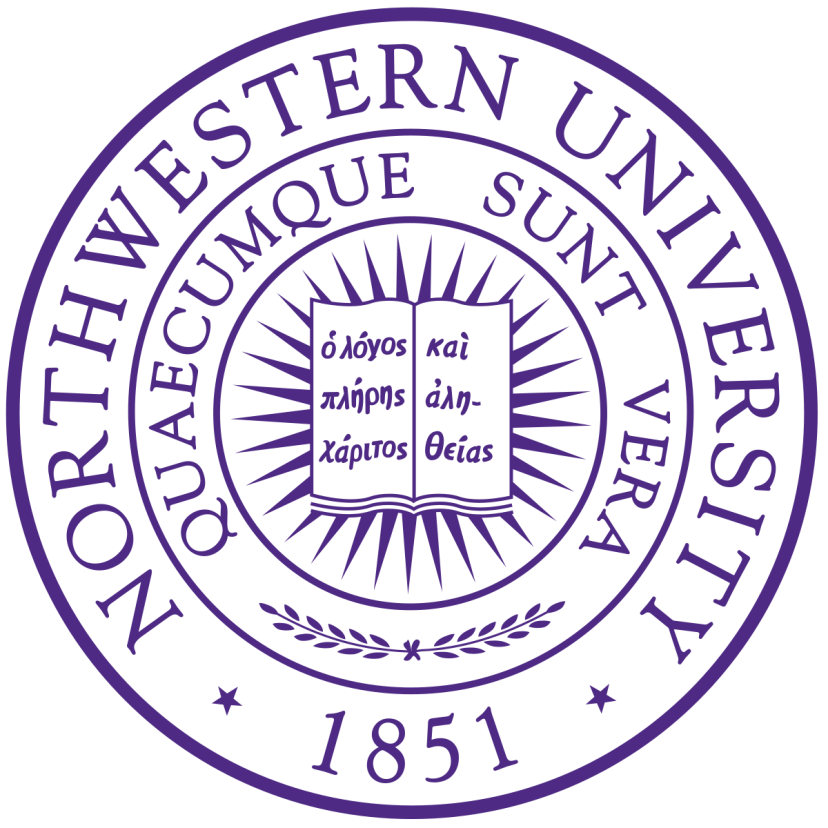 NORTHWESTERN UNIVERSITY
QUAECUMQUE SUNT VERA
ὁ λόγος
πλήρης
χάριτος
καὶ
ἀλη-
θείας
1851